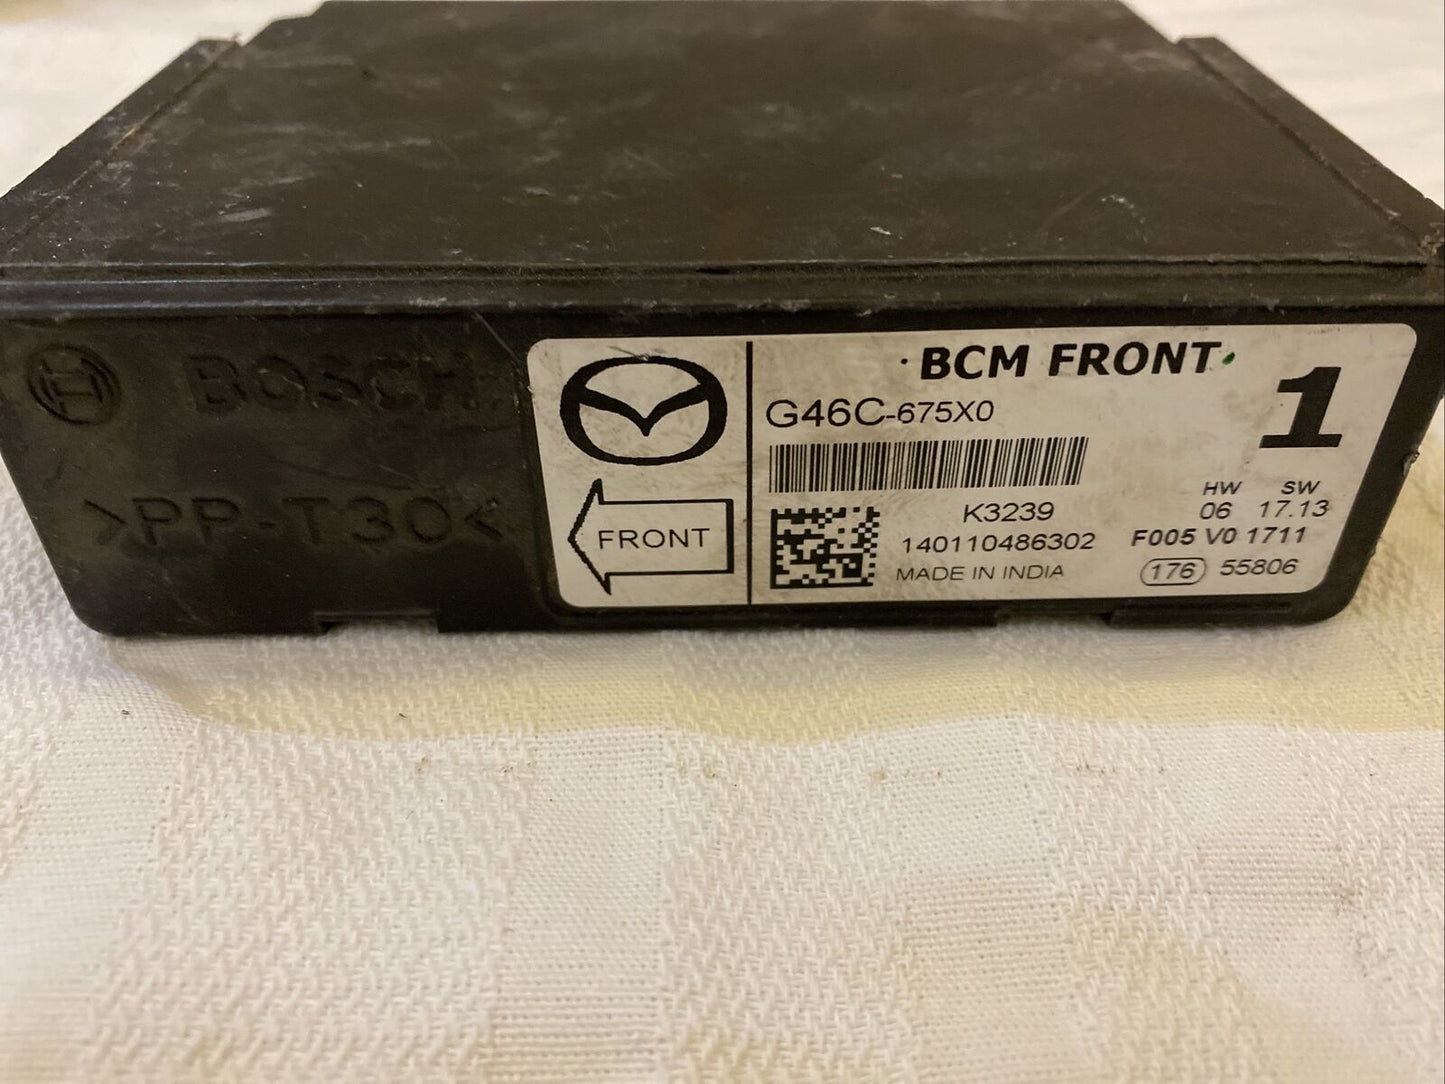 BOSCH
>PP-T30<
FRONT
BCM FRONT
1
G46C-675X0
HW SW
06 17.13
K3239
140110486302
F005 V0 1711
MADE IN INDIA
176 55806